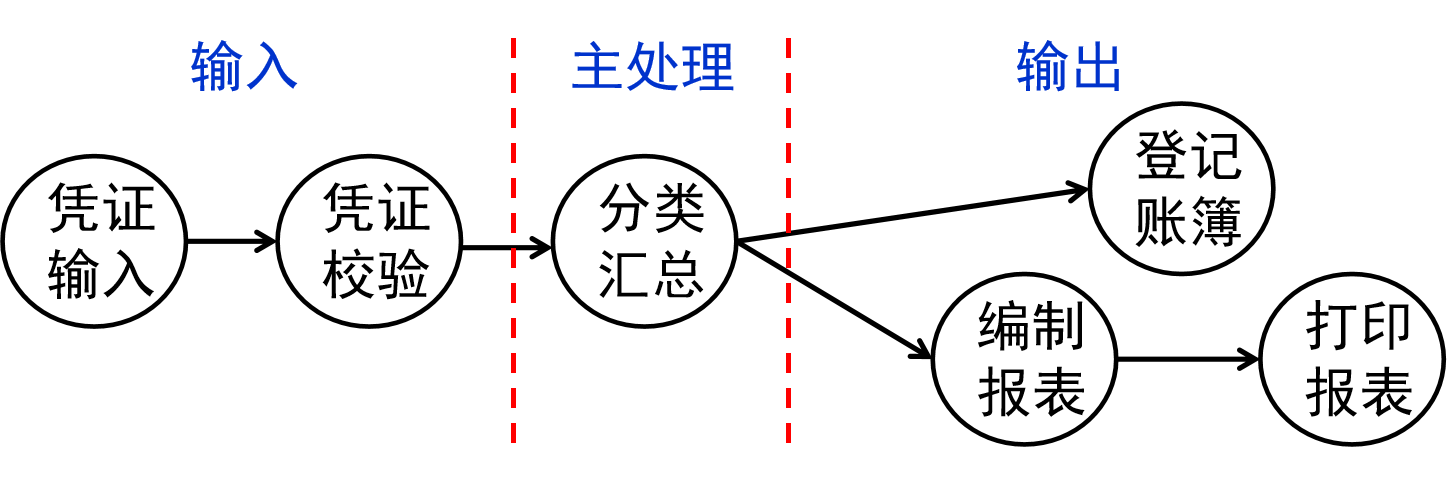 输入
主处理
输出
凭证
输入
凭证
校验
分类
汇总
登记
账簿
编制
报表
打印
报表